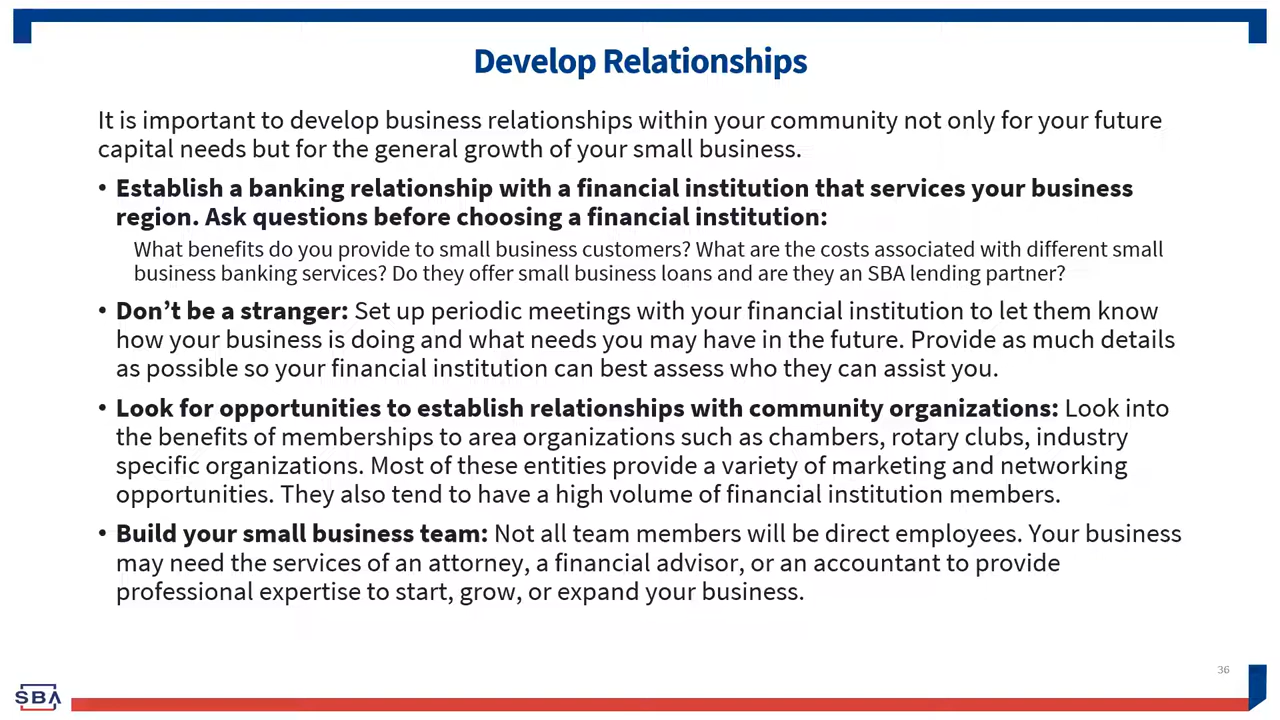 Develop Relationships
It is important to develop business relationships within your community not only for your future
capital needs but for the general growth of your small business.
• Establish a banking relationship with a financial institution that services your business
region. Ask questions before choosing a financial institution:
What benefits do you provide to small business customers? What are the costs associated with different small
business banking services? Do they offer small business loans and are they an SBA lending partner?
• Don’t be a stranger: Set up periodic meetings with your financial institution to let them know
how your business is doing and what needs you may have in the future. Provide as much details
as possible so your financial institution can best assess who they can assist you.
• Look for opportunities to establish relationships with community organizations: Look into
the benefits of memberships to area organizations such as chambers, rotary clubs, industry
specific organizations. Most of these entities provide a variety of marketing and networking
opportunities. They also tend to have a high volume of financial institution members.
• Build your small business team: Not all team members will be direct employees. Your business
may need the services of an attorney, a financial advisor, or an accountant to provide
professional expertise to start, grow, or expand your business.
36
SBA